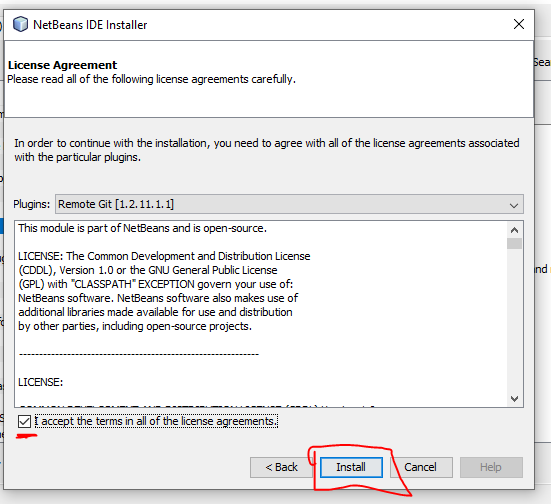 NetBeans IDE Installer
License Agreement
Please read all of the following license agreements carefully.
Sea
In order to continue with the installation, you need to agree with all of the license agreements associated
with the particular plugins.
Plugins: Remote Git [1.2.11.1.1]
This module is part of NetBeans and is open-source.
LICENSE: The Common Development and Distribution License
(CDDL), Version 1.0 or the GNU General Public License
(GPL) with "CLASSPATH" EXCEPTION govern your use of:
NetBeans software. NetBeans software also makes use of
additional libraries made available for use and distribution
by other parties, including open-source projects.
------------------------------------------------------------
LICENSE:
I accept the terms in all of the license agreements.
< Back Install Cancel Help